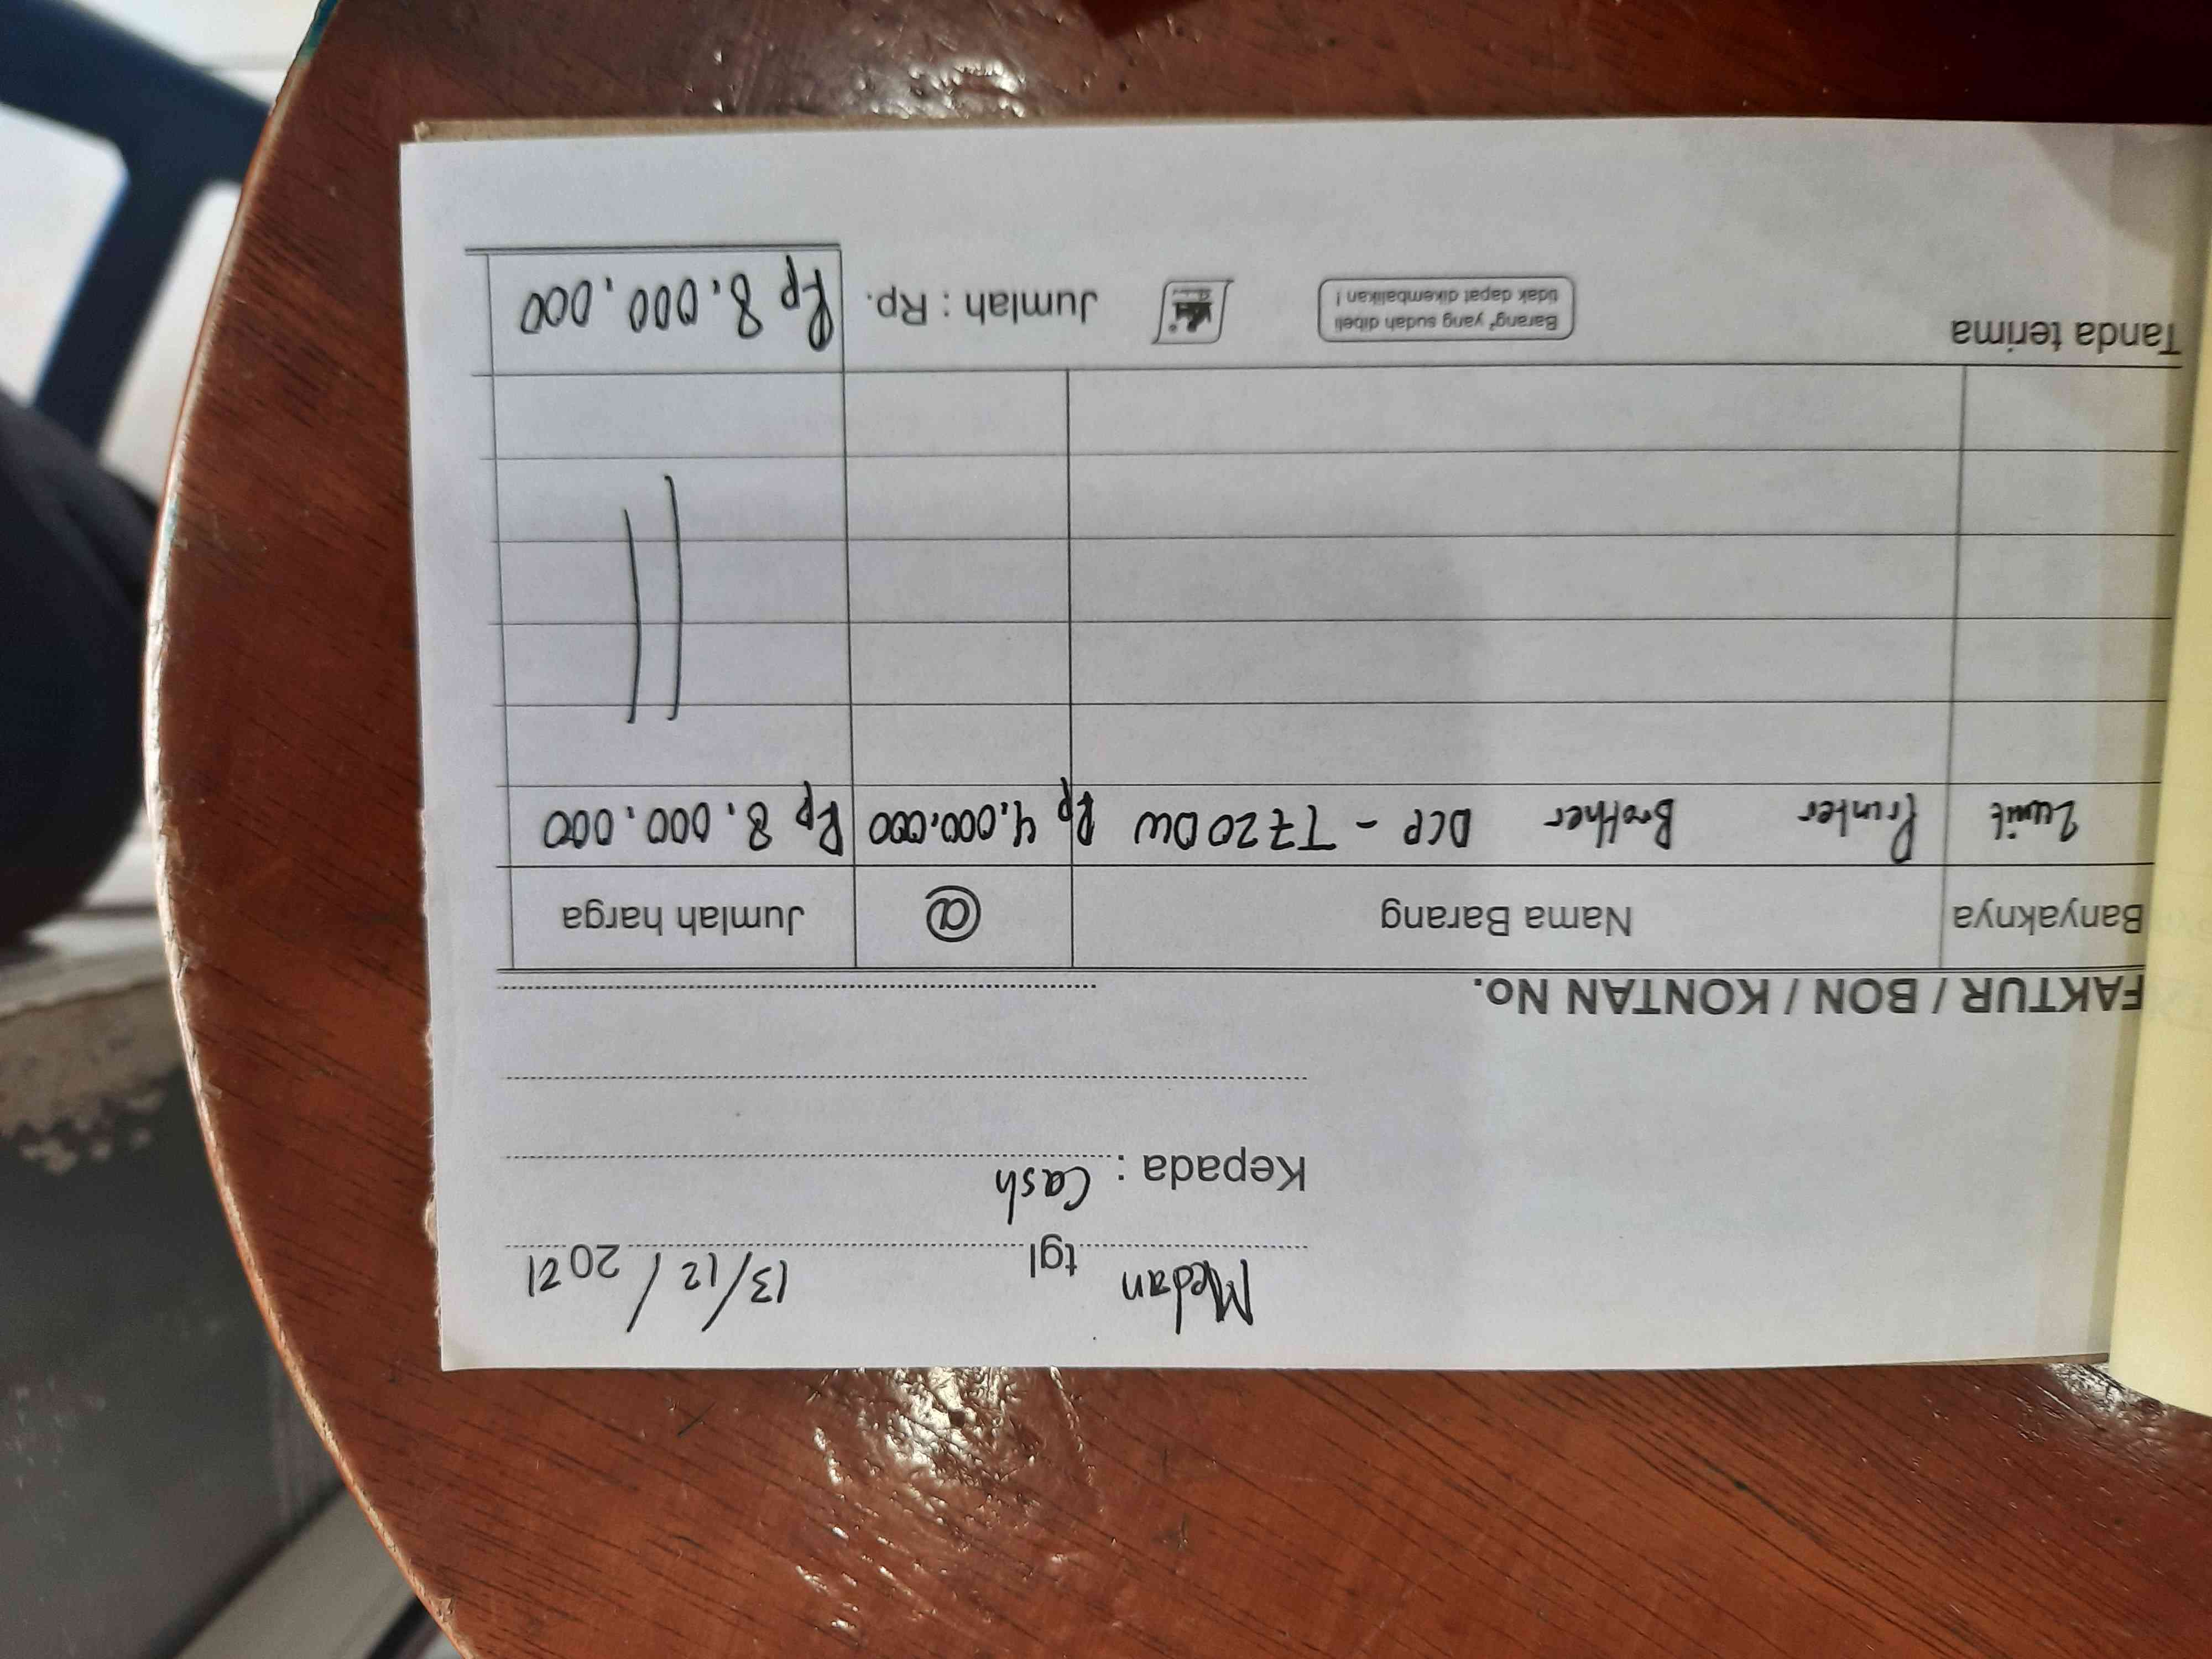 Medan tgl 13/12/2021
Kepada : Cash
FAKTUR / BON / KONTAN No.
Banyaknya Nama Barang @ Jumlah harga
2unit Printer Brother DCP - T720DW Rp 4,000,000 Rp 8,000,000
Tanda terima
Barang² yang sudah dibeli
tidak dapat dikembalikan !
Jumlah : Rp. Rp 8,000,000